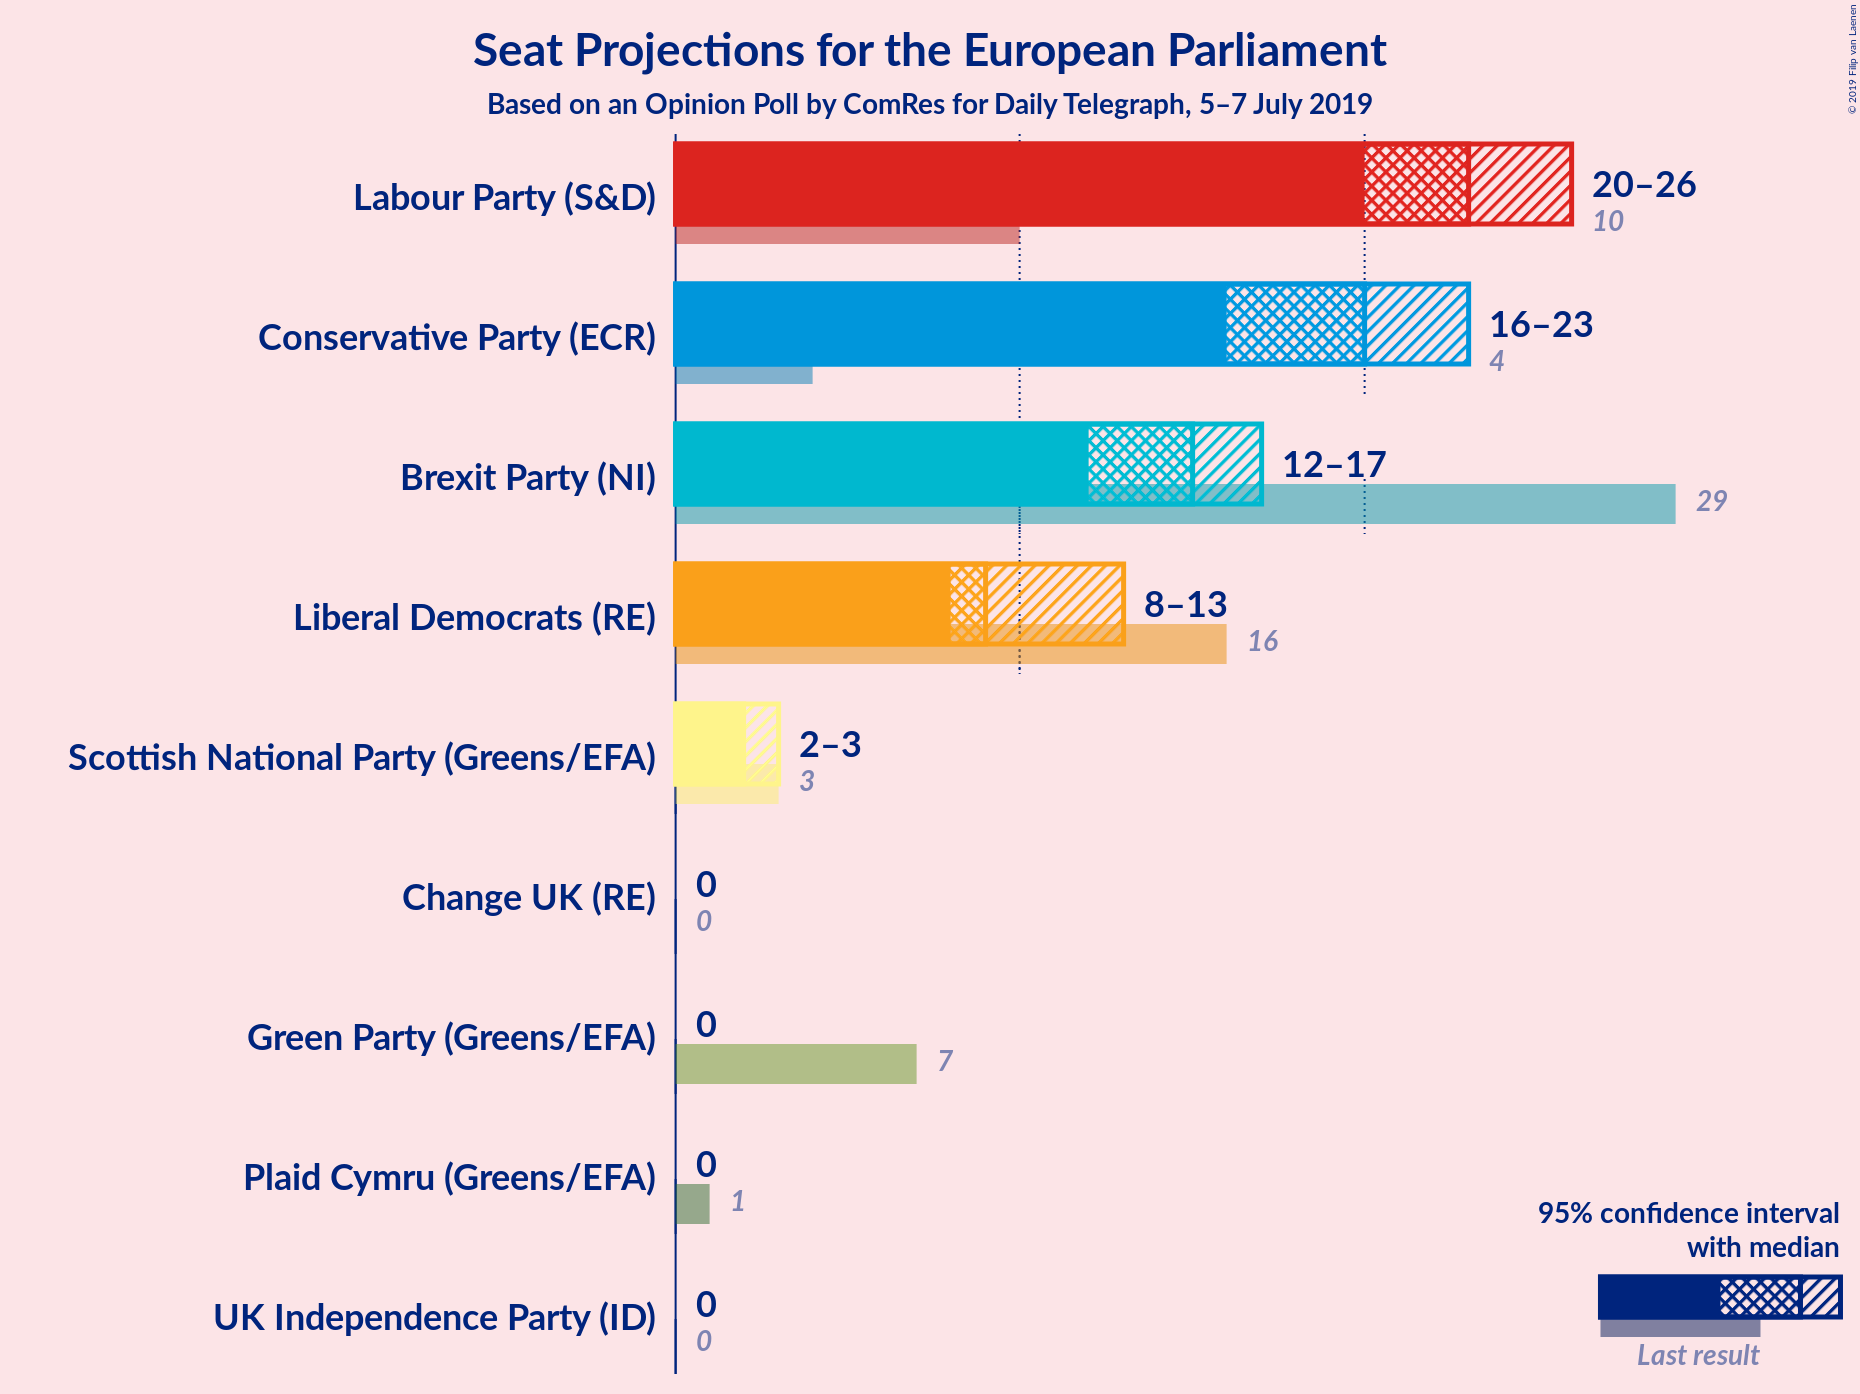 Seat Projections for the European Parliament
Based on an Opinion Poll by ComRes for Daily Telegraph, 5–7 July 2019
© 2019 Filip van Laenen
Labour Party (S&D)
20–26
10
Conservative Party (ECR)
16–23
4
Brexit Party (NI)
12–17
29
Liberal Democrats (RE)
8–13
16
Scottish National Party (Greens/EFA)
2–3
3
Change UK (RE)
0
0
Green Party (Greens/EFA)
0
7
Plaid Cymru (Greens/EFA)
0
1
UK Independence Party (ID)
0
0
95% confidence interval
with median
Last result